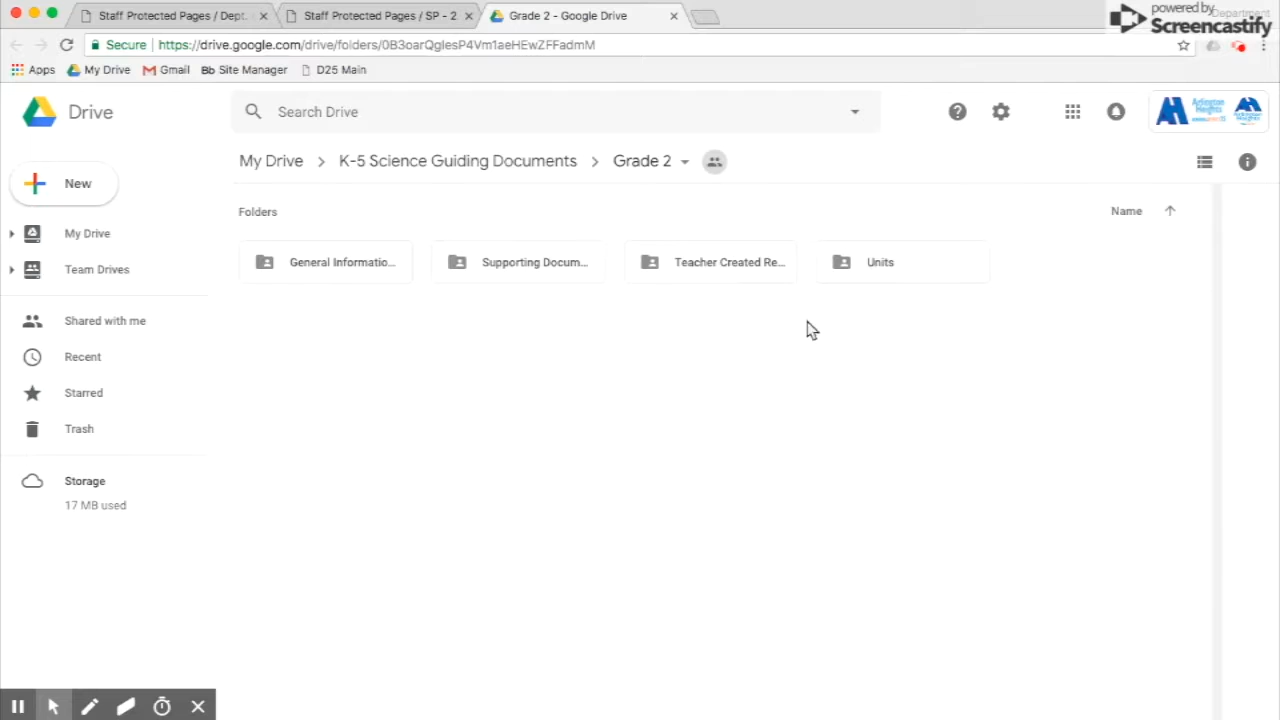 Staff Protected Pages / Dept.
Staff Protected Pages / SP - 2
Grade 2 - Google Drive
powered by
Screencastify
Department
Secure
https://drive.google.com/drive/folders/0B3oarQglesP4Vm1aeHEwZFFadmM
Apps
My Drive
Gmail
Bb Site Manager
D25 Main
Drive
Search Drive
Arlington
Heights
My Drive > K-5 Science Guiding Documents > Grade 2
New
Folders
Name
My Drive
Team Drives
General Informatio...
Supporting Docum...
Teacher Created Re...
Units
Shared with me
Recent
Starred
Trash
Storage
17 MB used